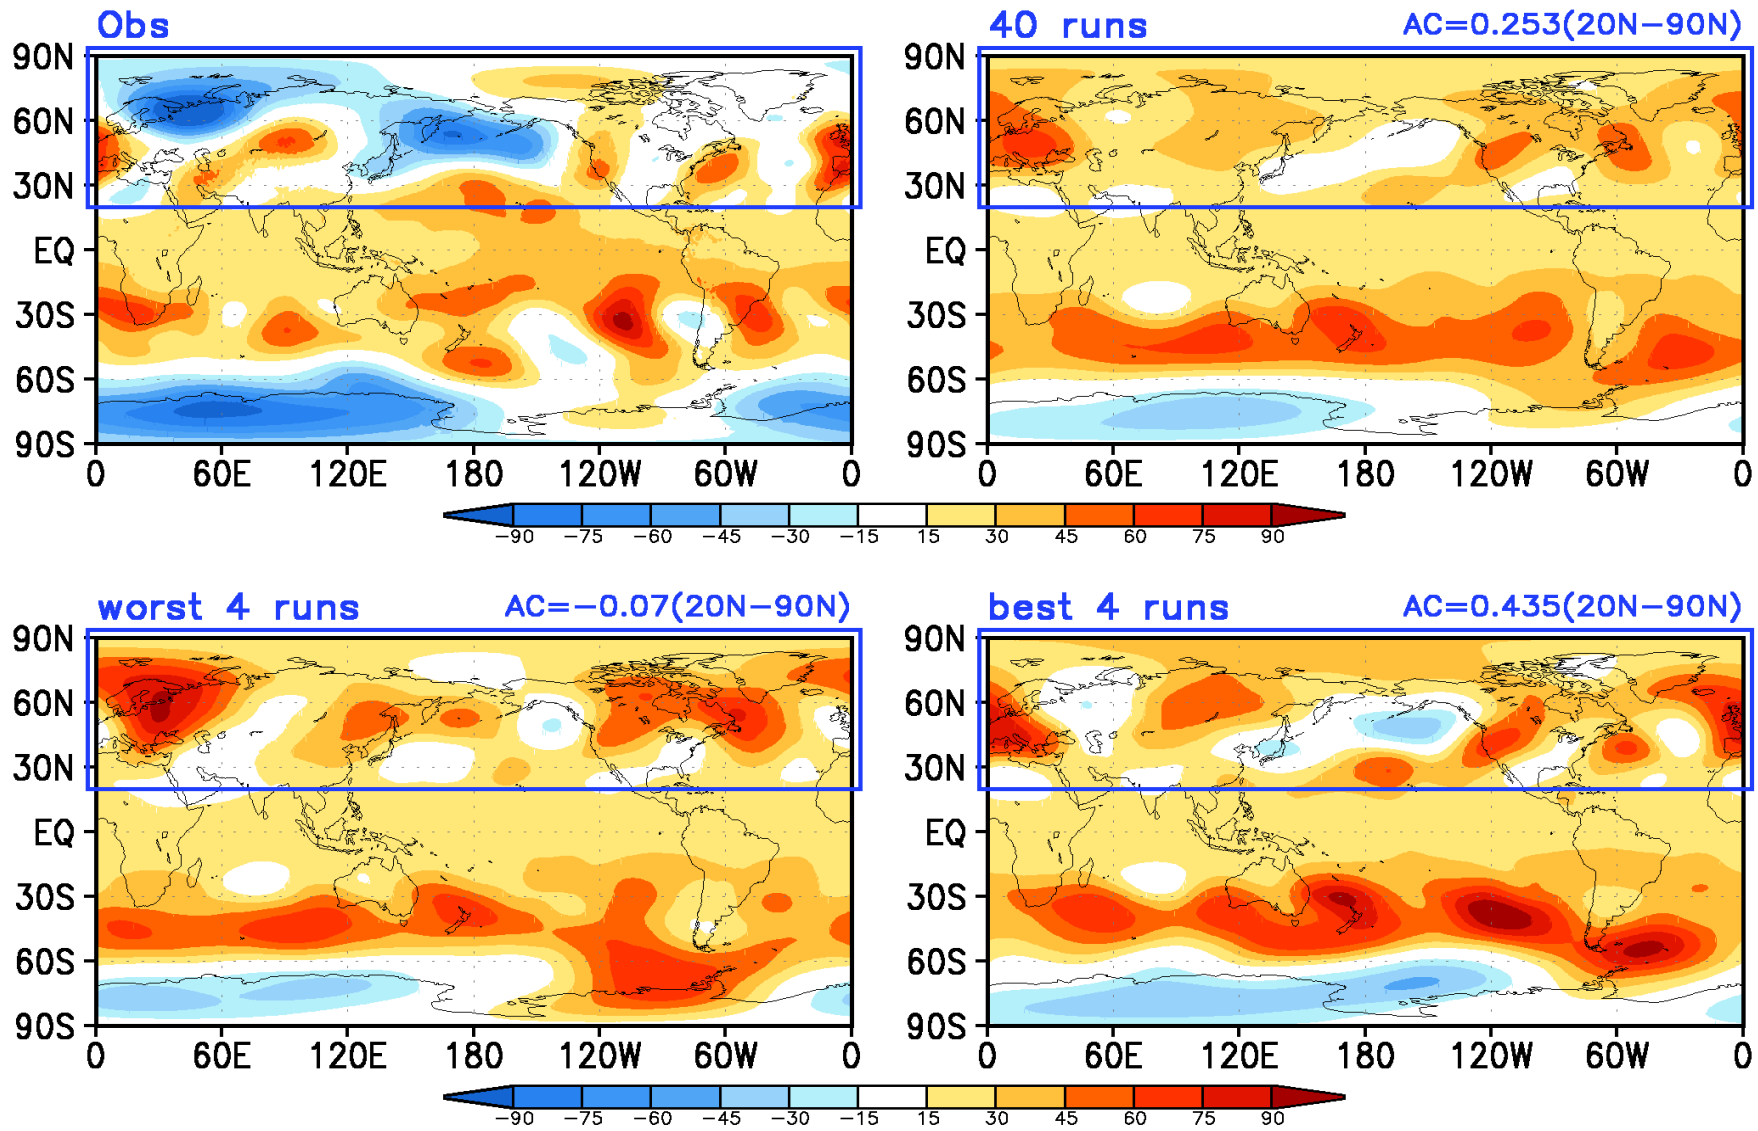 Obs
40 runs AC=0.253(20N−90N)
90N
60N
30N
EQ
30S
60S
90S
0 60E 120E 180 120W 60W 0
90N
60N
30N
EQ
30S
60S
90S
0 60E 120E 180 120W 60W 0
−90 −75 −60 −45 −30 −15 15 30 45 60 75 90
worst 4 runs AC=−0.07(20N−90N)
best 4 runs AC=0.435(20N−90N)
90N
60N
30N
EQ
30S
60S
90S
0 60E 120E 180 120W 60W 0
90N
60N
30N
EQ
30S
60S
90S
0 60E 120E 180 120W 60W 0
−90 −75 −60 −45 −30 −15 15 30 45 60 75 90